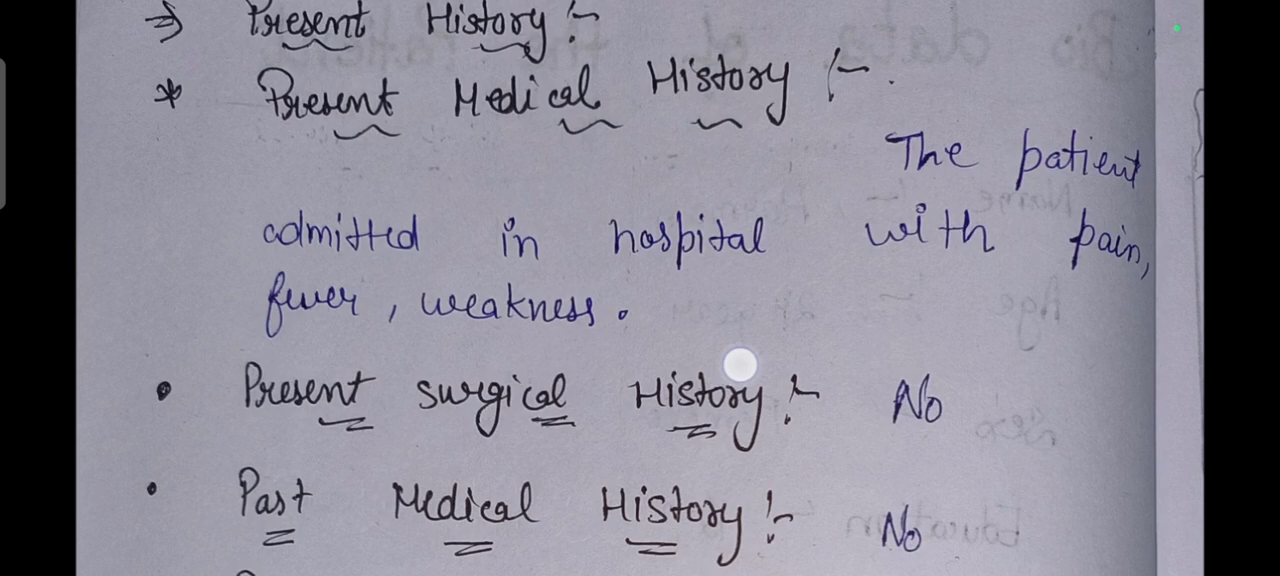 ⇒ Present History :-
* Present Medical History :-
The patient
admitted in hospital with pain,
fever, weakness.
• Present surgical History :- No
• Past Medical History :- No